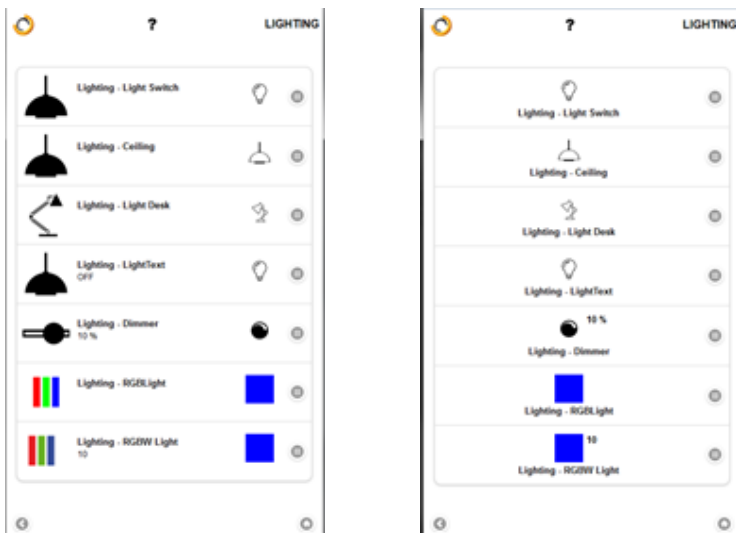 ? LIGHTING
Lighting - Light Switch
Lighting - Ceiling
Lighting - Light Desk
Lighting - LightText
OFF
Lighting - Dimmer
10 %
Lighting - RGBLight
Lighting - RGBW Light
10
? LIGHTING
Lighting - Light Switch
Lighting - Ceiling
Lighting - Light Desk
Lighting - LightText
10 %
Lighting - Dimmer
Lighting - RGBLight
10
Lighting - RGBW Light